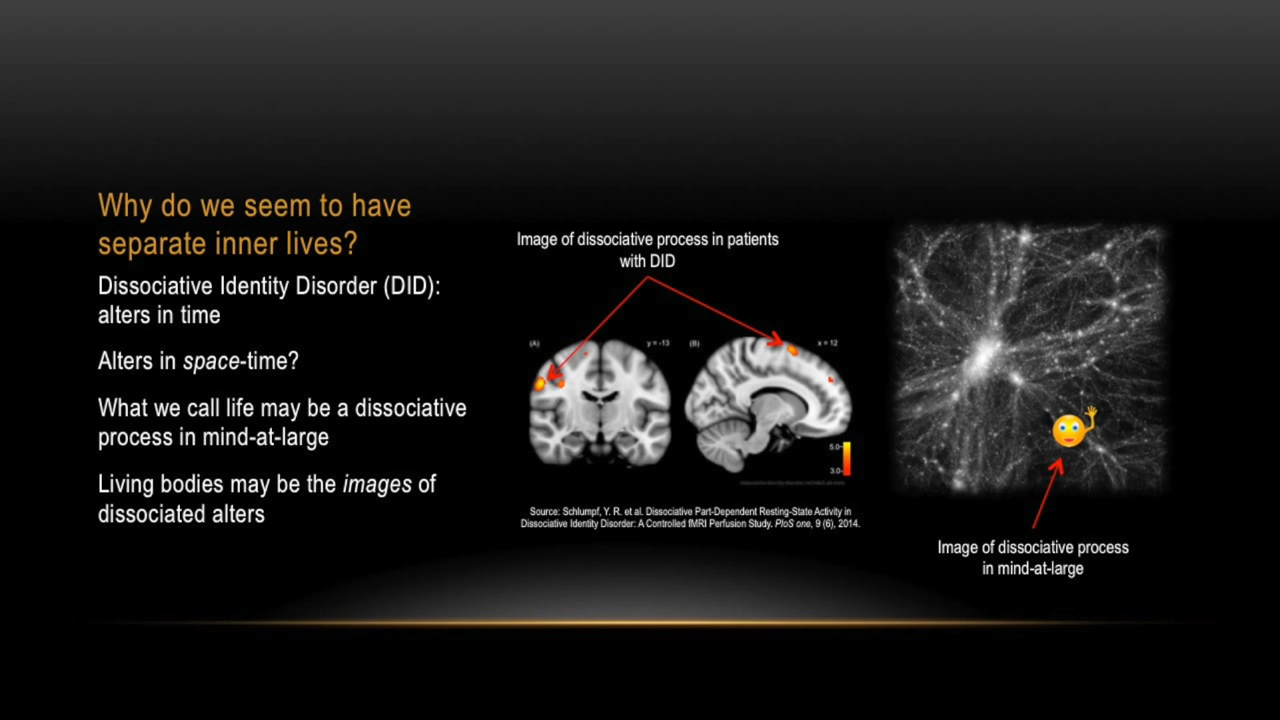 Why do we seem to have
separate inner lives?
Dissociative Identity Disorder (DID):
alters in time
Alters in space-time?
What we call life may be a dissociative
process in mind-at-large
Living bodies may be the images of
dissociated alters
Image of dissociative process in patients
with DID
(A)
y = -13
(B)
x = 12
5.0
3.0
Source: Schlumpf, Y. R. et al. Dissociative Part-Dependent Resting-State Activity in
Dissociative Identity Disorder: A Controlled fMRI Perfusion Study. PloS one, 9 (6), 2014.
Image of dissociative process
in mind-at-large